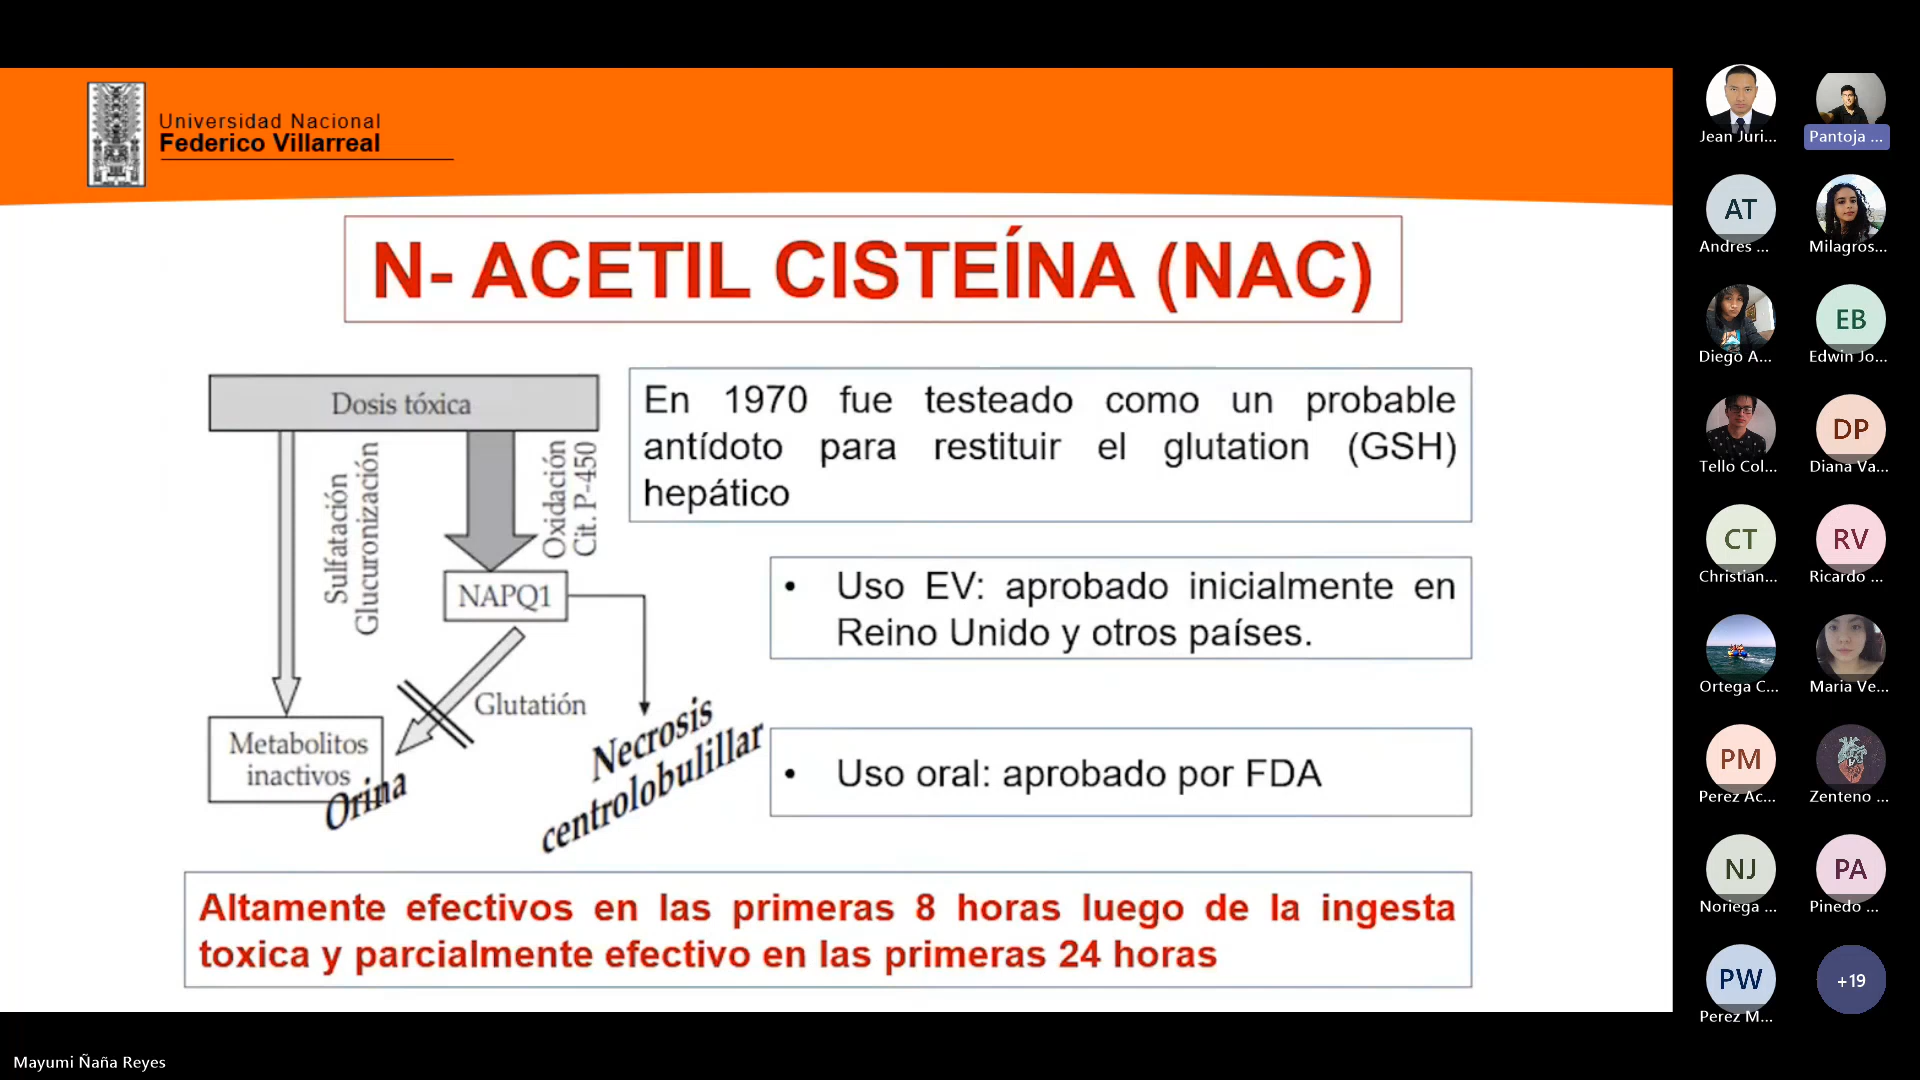 Universidad Nacional
Federico Villarreal
N- ACETIL CISTEÍNA (NAC)
Dosis tóxica
Sulfatación
Glucuronización
Oxidación
Cit. P-450
NAPQ1
Glutatión
Metabolitos
inactivos
Orina
Necrosis
centrolobulillar
En 1970 fue testeado como un probable
antídoto para restituir el glutation (GSH)
hepático
• Uso EV: aprobado inicialmente en
Reino Unido y otros países.
• Uso oral: aprobado por FDA
Altamente efectivos en las primeras 8 horas luego de la ingesta
toxica y parcialmente efectivo en las primeras 24 horas
Jean Juri...
Pantoja ...
AT
Andres ...
Milagros...
Diego A...
EB
Edwin Jo...
Tello Col...
DP
Diana Va...
CT
Christian...
RV
Ricardo ...
Ortega C...
Maria Ve...
PM
Perez Ac...
Zenteno ...
NJ
Noriega ...
PA
Pinedo ...
PW
Perez M...
+19
Mayumi Ñaña Reyes